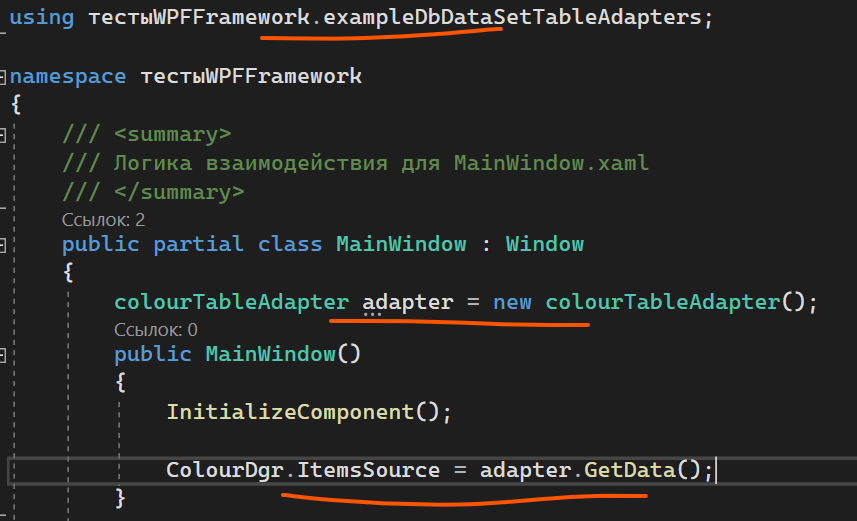 using тестыWPFFramework.exampleDbDataSetTableAdapters;
namespace тестыWPFFramework
{
/// <summary>
/// Логика взаимодействия для MainWindow.xaml
/// </summary>
Ссылок: 2
public partial class MainWindow : Window
{
colourTableAdapter adapter = new colourTableAdapter();
Ссылок: 0
public MainWindow()
{
InitializeComponent();
ColourDgr.ItemsSource = adapter.GetData();
}